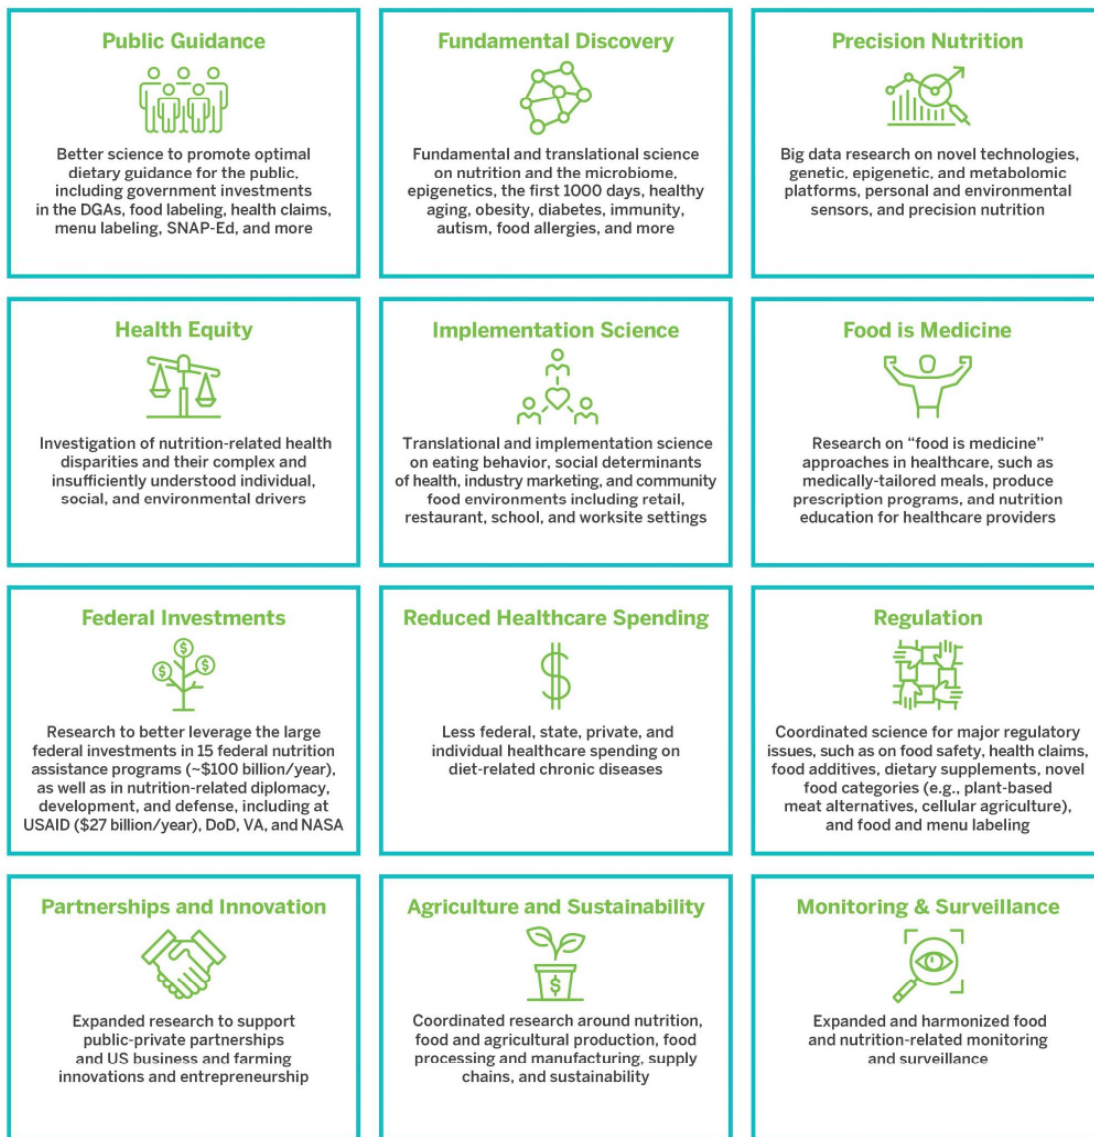 Public Guidance
Better science to promote optimal
dietary guidance for the public,
including government investments
in the DGAs, food labeling, health claims,
menu labeling, SNAP-Ed, and more
Fundamental Discovery
Fundamental and translational science
on nutrition and the microbiome,
epigenetics, the first 1000 days, healthy
aging, obesity, diabetes, immunity,
autism, food allergies, and more
Precision Nutrition
Big data research on novel technologies,
genetic, epigenetic, and metabolomic
platforms, personal and environmental
sensors, and precision nutrition
Health Equity
Investigation of nutrition-related health
disparities and their complex and
insufficiently understood individual,
social, and environmental drivers
Implementation Science
Translational and implementation science
on eating behavior, social determinants
of health, industry marketing, and community
food environments including retail,
restaurant, school, and worksite settings
Food is Medicine
Research on “food is medicine”
approaches in healthcare, such as
medically-tailored meals, produce
prescription programs, and nutrition
education for healthcare providers
Federal Investments
$
$
$
Research to better leverage the large
federal investments in 15 federal nutrition
assistance programs (~$100 billion/year),
as well as in nutrition-related diplomacy,
development, and defense, including at
USAID ($27 billion/year), DoD, VA, and NASA
Reduced Healthcare Spending
$
Less federal, state, private, and
individual healthcare spending on
diet-related chronic diseases
Regulation
Coordinated science for major regulatory
issues, such as on food safety, health claims,
food additives, dietary supplements, novel
food categories (e.g., plant-based
meat alternatives, cellular agriculture),
and food and menu labeling
Partnerships and Innovation
Expanded research to support
public-private partnerships
and US business and farming
innovations and entrepreneurship
Agriculture and Sustainability
$
Coordinated research around nutrition,
food and agricultural production, food
processing and manufacturing, supply
chains, and sustainability
Monitoring & Surveillance
Expanded and harmonized food
and nutrition-related monitoring
and surveillance